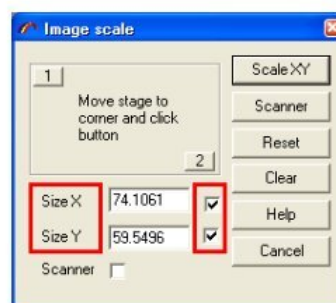 Image scale
1
Move stage to
corner and click
button
2
Size X 74.1061
Size Y 59.5496
Scanner
Scale XY
Scanner
Reset
Clear
Help
Cancel